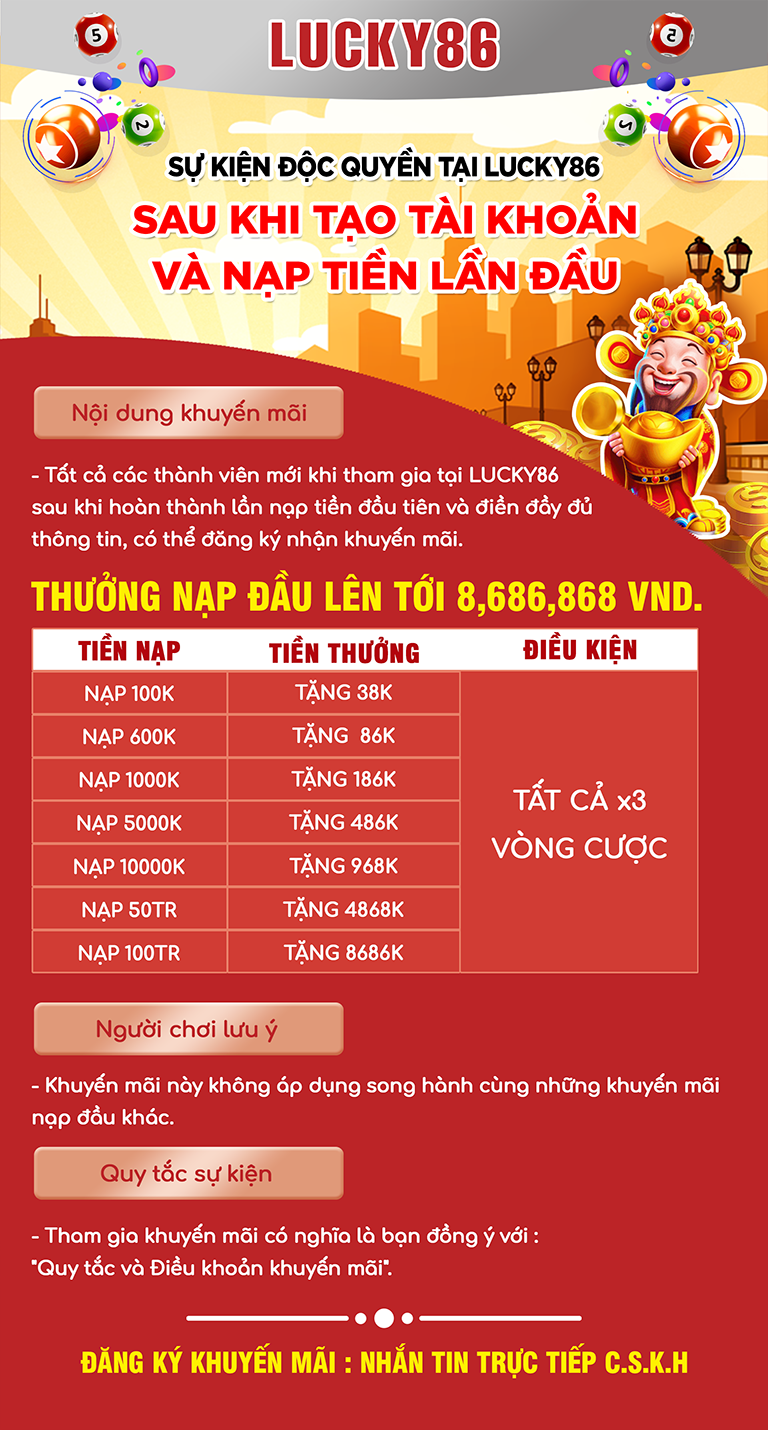 LUCKY86
5
5
2
2
SỰ KIỆN ĐỘC QUYỀN TẠI LUCKY86
SAU KHI TẠO TÀI KHOẢN
VÀ NẠP TIỀN LẦN ĐẦU
Nội dung khuyến mãi
- Tất cả các thành viên mới khi tham gia tại LUCKY86
sau khi hoàn thành lần nạp tiền đầu tiên và điền đầy đủ
thông tin, có thể đăng ký nhận khuyến mãi.
THƯỞNG NẠP ĐẦU LÊN TỚI 8,686,868 VND.
TIỀN NẠP TIỀN THƯỞNG ĐIỀU KIỆN
NẠP 100K TẶNG 38K
NẠP 600K TẶNG 86K
NẠP 1000K TẶNG 186K
NẠP 5000K TẶNG 486K
NẠP 10000K TẶNG 968K
NẠP 50TR TẶNG 4868K
NẠP 100TR TẶNG 8686K
TẤT CẢ x3
VÒNG CƯỢC
Người chơi lưu ý
- Khuyến mãi này không áp dụng song hành cùng những khuyến mãi
nạp đầu khác.
Quy tắc sự kiện
- Tham gia khuyến mãi có nghĩa là bạn đồng ý với :
"Quy tắc và Điều khoản khuyến mãi".
ĐĂNG KÝ KHUYẾN MÃI : NHẮN TIN TRỰC TIẾP C.S.K.H